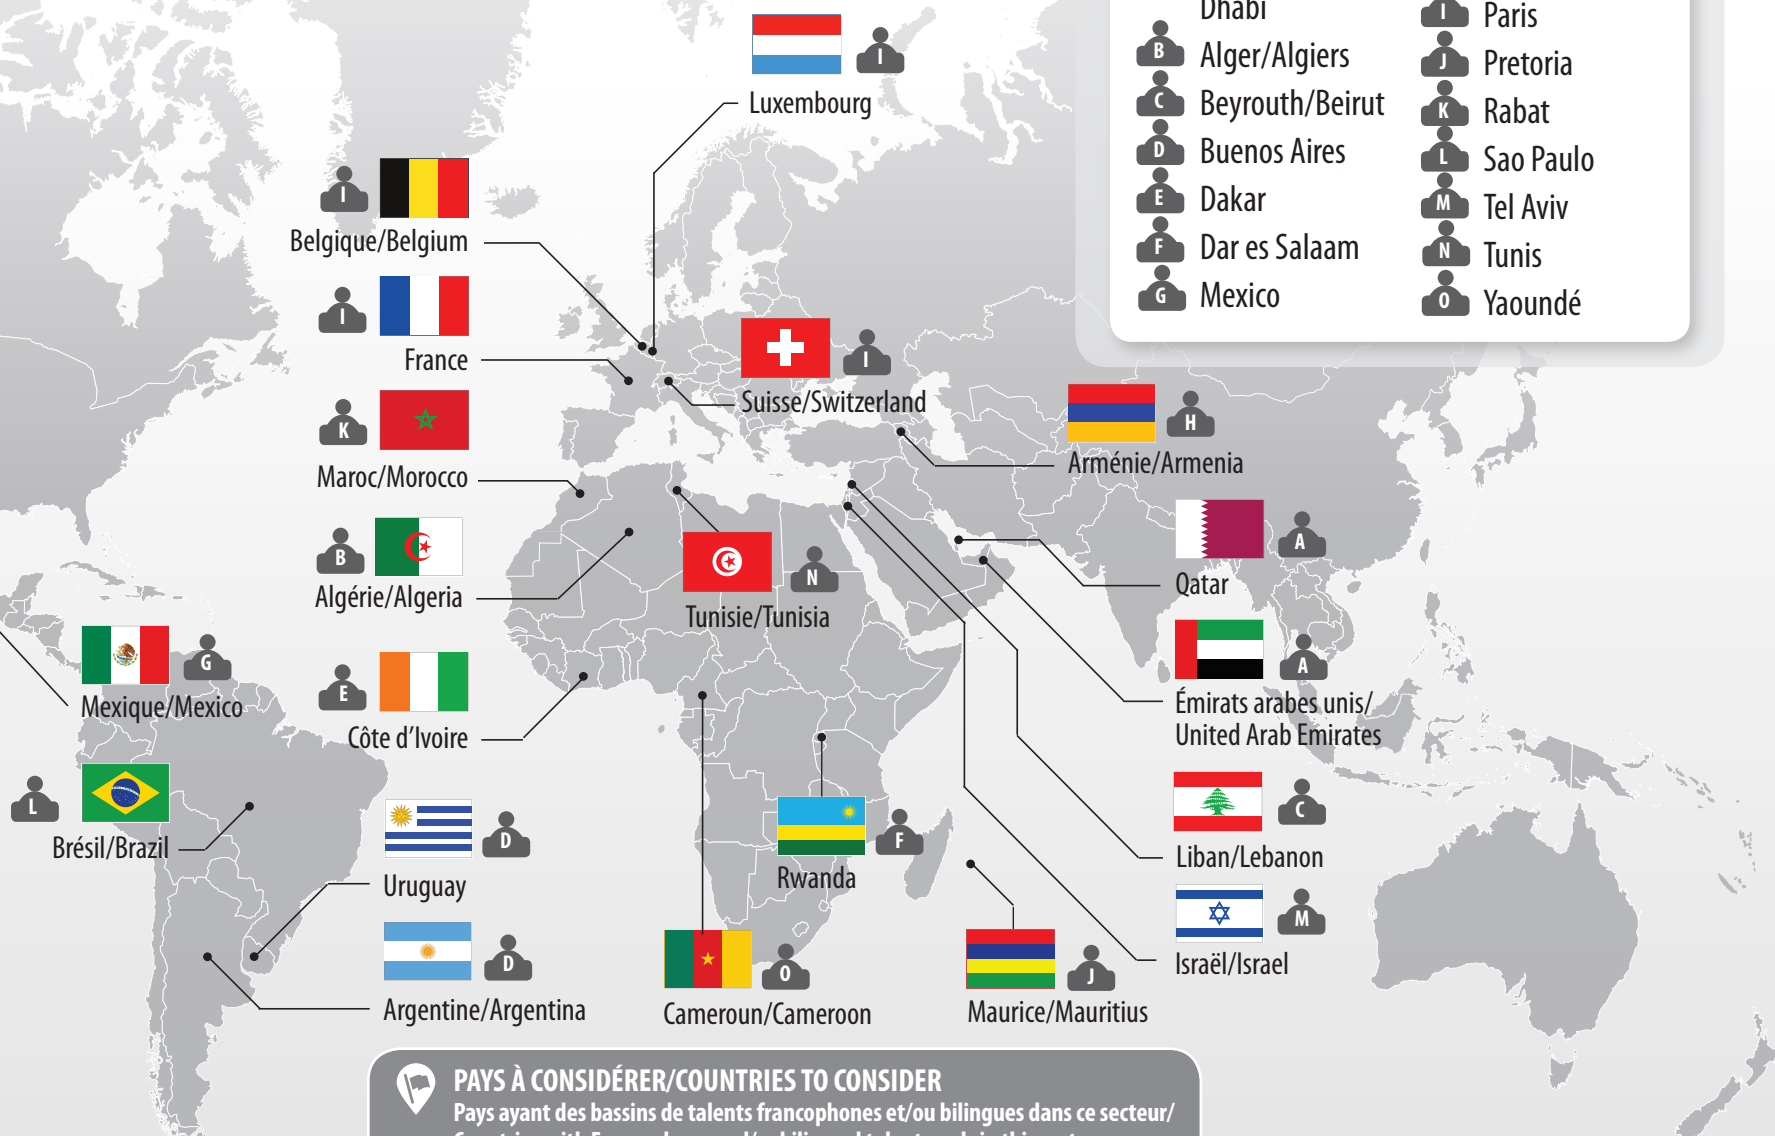 Dhabi
B Alger/Algiers
C Beyrouth/Beirut
D Buenos Aires
E Dakar
F Dar es Salaam
G Mexico
I Paris
J Pretoria
K Rabat
L Sao Paulo
M Tel Aviv
N Tunis
O Yaoundé
I
Luxembourg
I
Belgique/Belgium
I
France
I
Suisse/Switzerland
K
Maroc/Morocco
H
Arménie/Armenia
B
Algérie/Algeria
N
Tunisie/Tunisia
A
Qatar
G
Mexique/Mexico
E
Côte d'Ivoire
A
Émirats arabes unis/
United Arab Emirates
L
Brésil/Brazil
D
Uruguay
F
Rwanda
C
Liban/Lebanon
D
Argentine/Argentina
O
Cameroun/Cameroon
J
Maurice/Mauritius
M
Israël/Israel
PAYS À CONSIDÉRER/COUNTRIES TO CONSIDER
Pays ayant des bassins de talents francophones et/ou bilingues dans ce secteur/